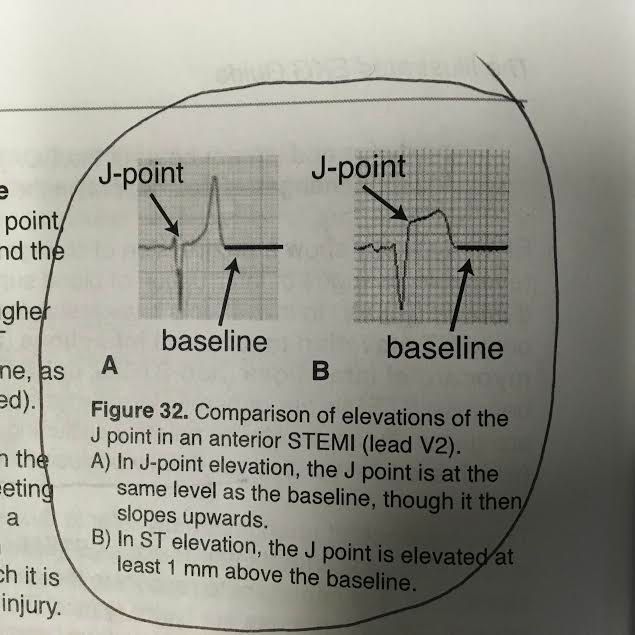 e
point
nd the
gher
ne, as
ed).
n the
eeting
a
ch it is
injury.
J-point
J-point
baseline
baseline
A
B
Figure 32. Comparison of elevations of the
J point in an anterior STEMI (lead V2).
A) In J-point elevation, the J point is at the
same level as the baseline, though it then
slopes upwards.
B) In ST elevation, the J point is elevated at
least 1 mm above the baseline.